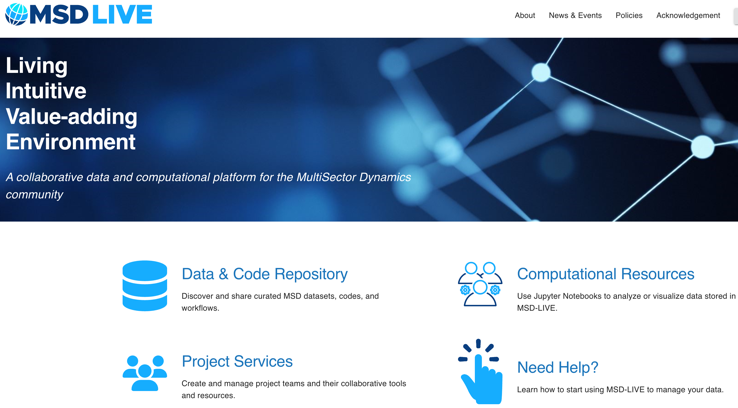 MSD LIVE
About News & Events Policies Acknowledgement
Living
Intuitive
Value-adding
Environment
A collaborative data and computational platform for the MultiSector Dynamics
community
Data & Code Repository
Discover and share curated MSD datasets, codes, and
workflows.
Computational Resources
Use Jupyter Notebooks to analyze or visualize data stored in
MSD-LIVE.
Project Services
Create and manage project teams and their collaborative tools
and resources.
Need Help?
Learn how to start using MSD-LIVE to manage your data.